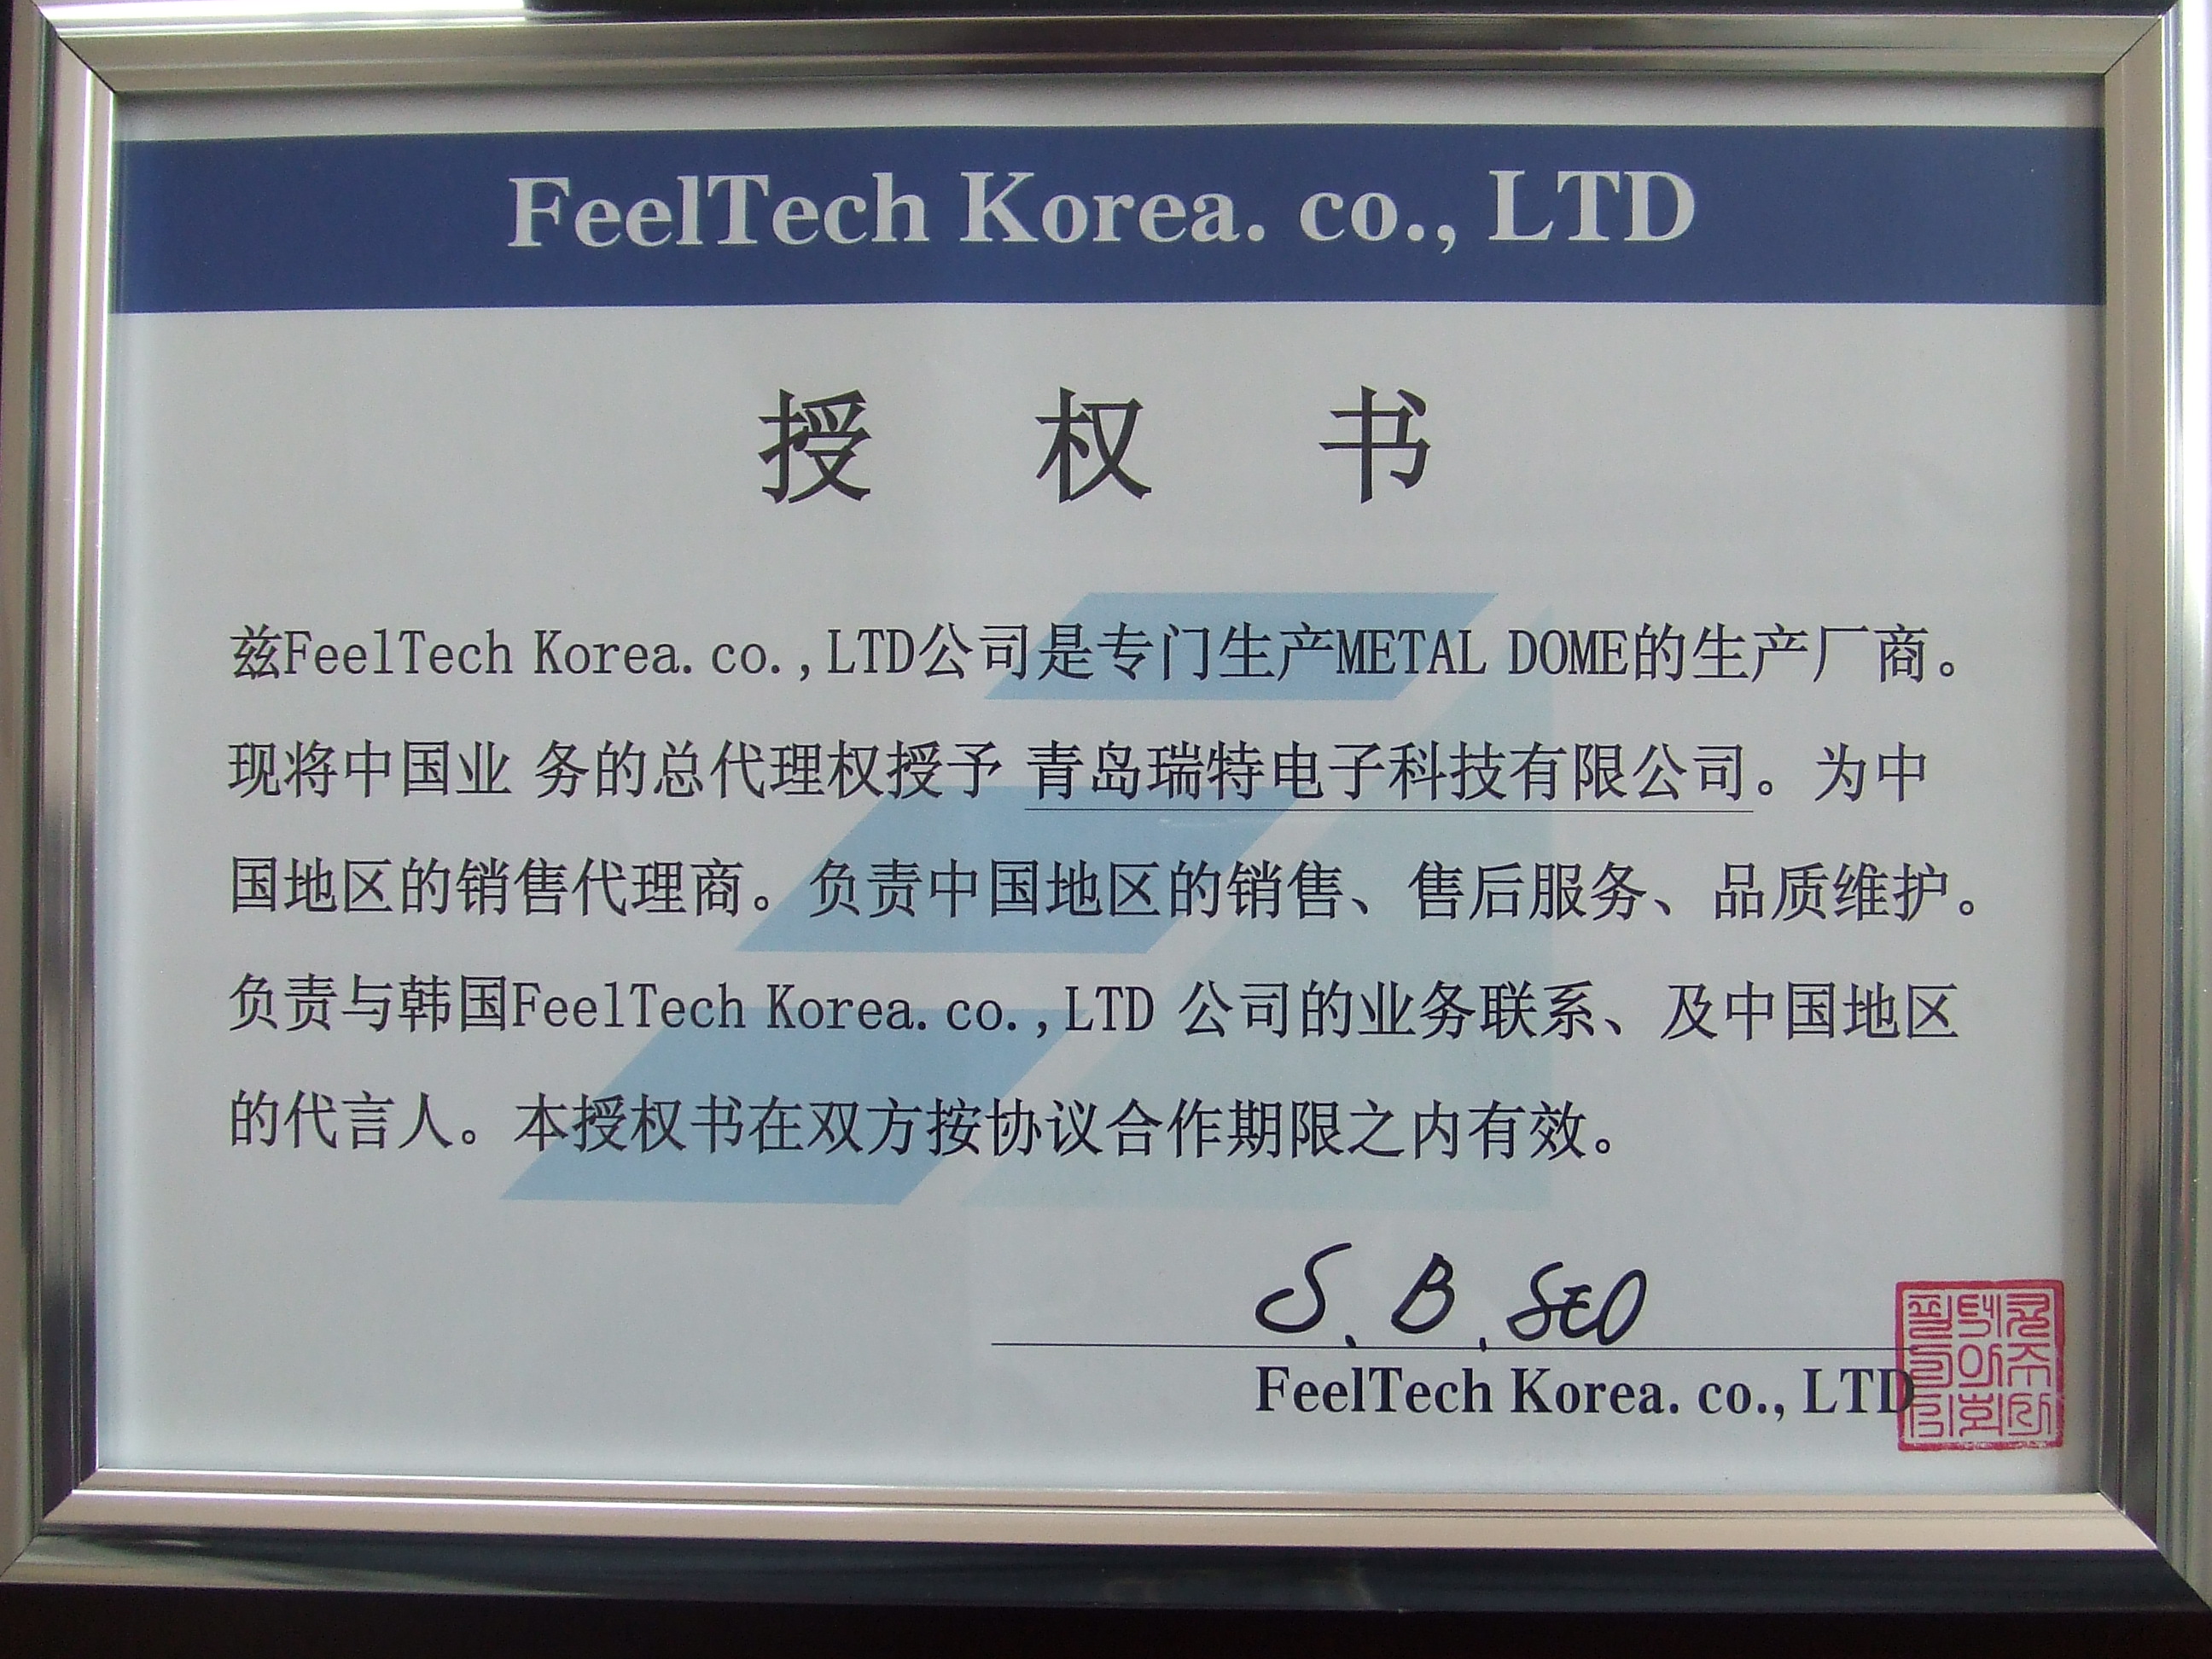 FeelTech Korea. co., LTD
授 权 书
兹FeelTech Korea. co., LTD公司是专门生产METAL DOME的生产厂商。
现将中国业 务的总代理权授予 青岛瑞特电子科技有限公司。为中
国地区的销售代理商。负责中国地区的销售、售后服务、品质维护。
负责与韩国FeelTech Korea. co., LTD 公司的业务联系、及中国地区
的代言人。本授权书在双方按协议合作期限之内有效。
S. B. SEO
FeelTech Korea. co., LTD